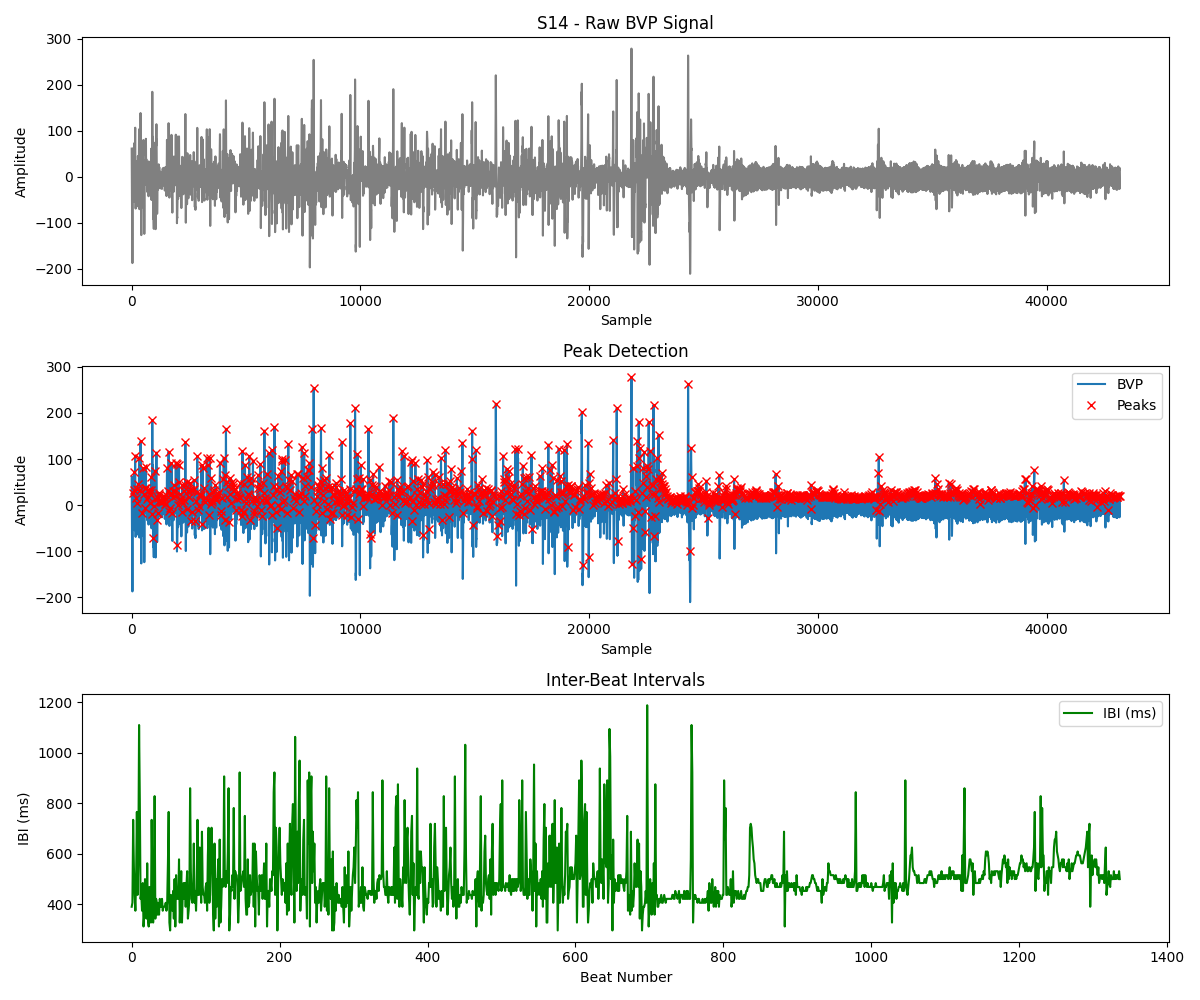 S14 - Raw BVP Signal
300
200
100
0
−100
−200
Amplitude
0 10000 20000 30000 40000
Sample
Peak Detection
300
200
100
0
−100
−200
Amplitude
BVP
Peaks
0 10000 20000 30000 40000
Sample
Inter-Beat Intervals
1200
1000
800
600
400
IBI (ms)
IBI (ms)
0 200 400 600 800 1000 1200 1400
Beat Number